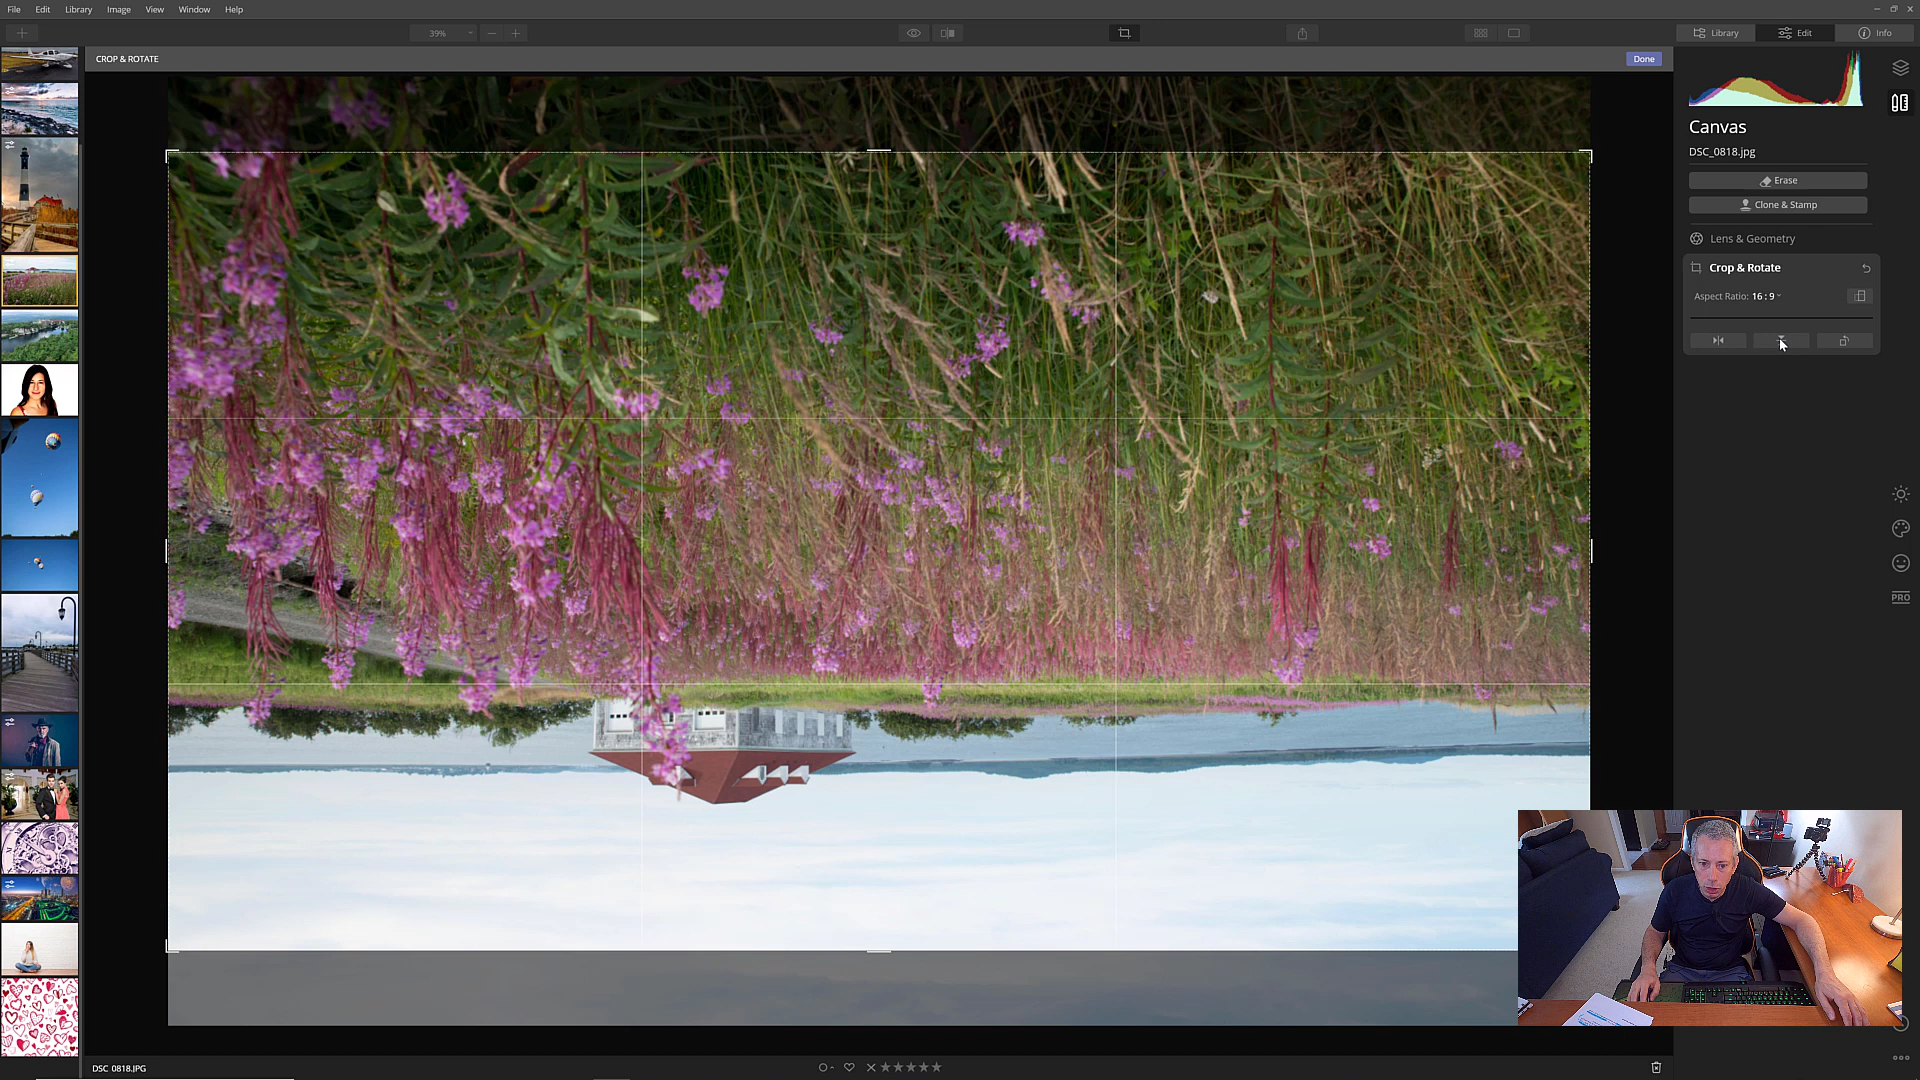 File Edit Library Image View Window Help
39%
Library Edit Info
CROP & ROTATE
Done
Canvas
DSC_0818.jpg
Erase
Clone & Stamp
Lens & Geometry
Crop & Rotate
Aspect Ratio: 16 : 9
PRO
DSC_0818.JPG